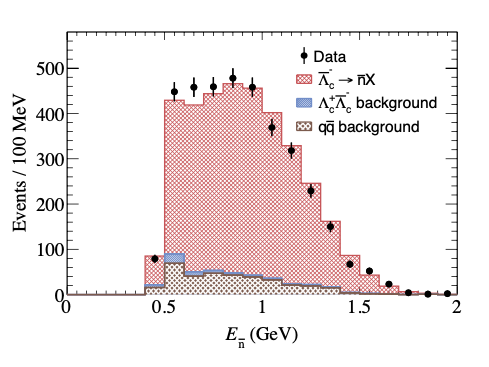 Events / 100 MeV
500
400
300
200
100
0
Data
Λ̅c⁻ → n̅X
Λc⁺Λ̅c⁻ background
qq̅ background
0 0.5 1 1.5 2
En̅ (GeV)